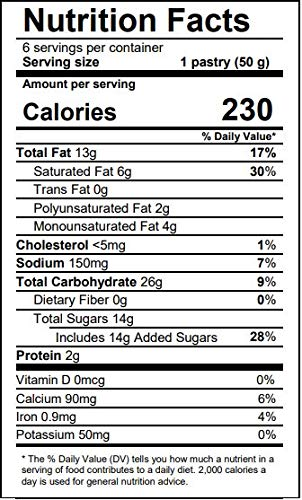 Nutrition Facts
6 servings per container
Serving size 1 pastry (50 g)
Amount per serving
Calories 230
% Daily Value*
Total Fat 13g 17%
Saturated Fat 6g 30%
Trans Fat 0g
Polyunsaturated Fat 2g
Monounsaturated Fat 4g
Cholesterol <5mg 1%
Sodium 150mg 7%
Total Carbohydrate 26g 9%
Dietary Fiber 0g 0%
Total Sugars 14g
Includes 14g Added Sugars 28%
Protein 2g
Vitamin D 0mcg 0%
Calcium 90mg 6%
Iron 0.9mg 4%
Potassium 50mg 0%
* The % Daily Value (DV) tells you how much a nutrient in a
serving of food contributes to a daily diet. 2,000 calories a
day is used for general nutrition advice.